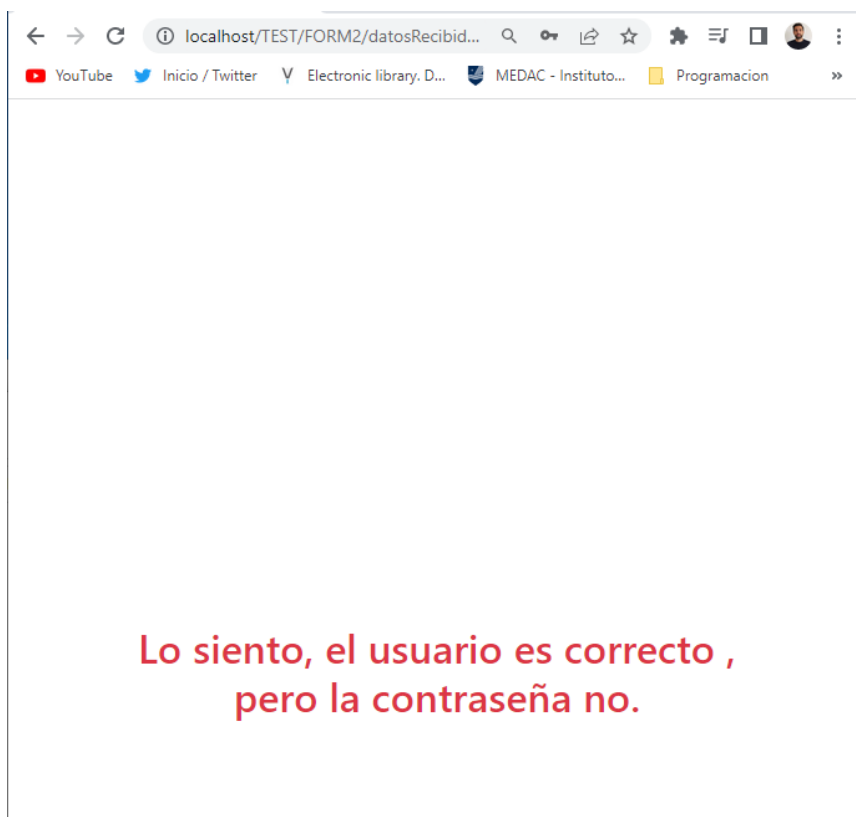 localhost/TEST/FORM2/datosRecibid...
YouTube Inicio / Twitter Electronic library. D... MEDAC - Instituto... Programacion »
Lo siento, el usuario es correcto ,
pero la contraseña no.